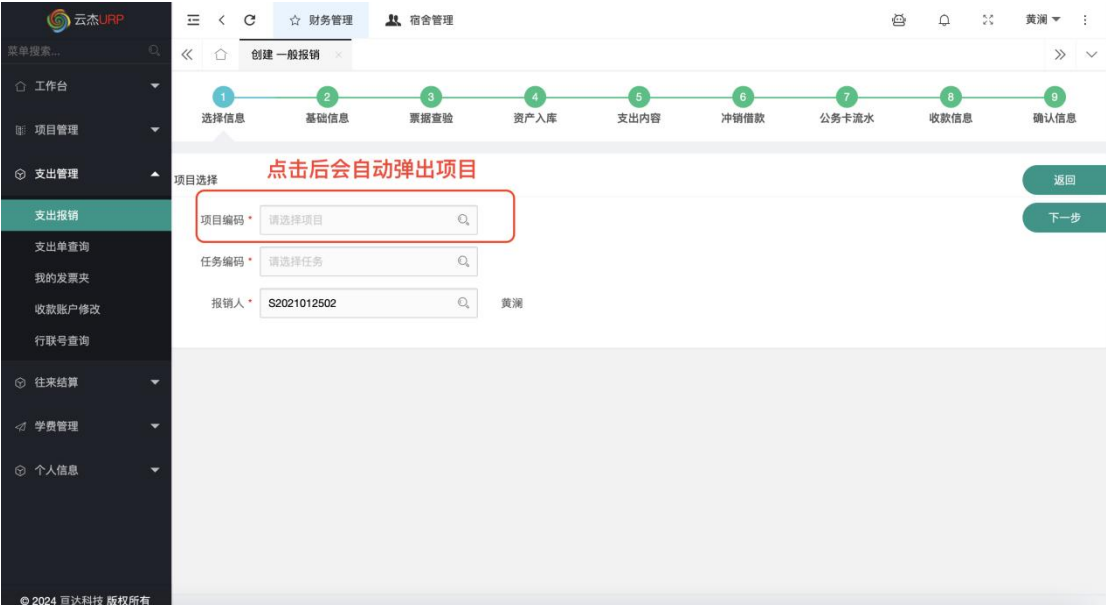 云杰URP
财务管理
宿舍管理
黄澜
菜单搜索...
创建 一般报销
工作台
项目管理
支出管理
支出报销
支出单查询
我的发票夹
收款账户修改
行联号查询
往来结算
学费管理
个人信息
© 2024 亘达科技 版权所有
1 2 3 4 5 6 7 8 9
选择信息 基础信息 票据查验 资产入库 支出内容 冲销借款 公务卡流水 收款信息 确认信息
项目选择
点击后会自动弹出项目
返回
下一步
项目编码 * 请选择项目
任务编码 * 请选择任务
报销人 * S2021012502 黄澜